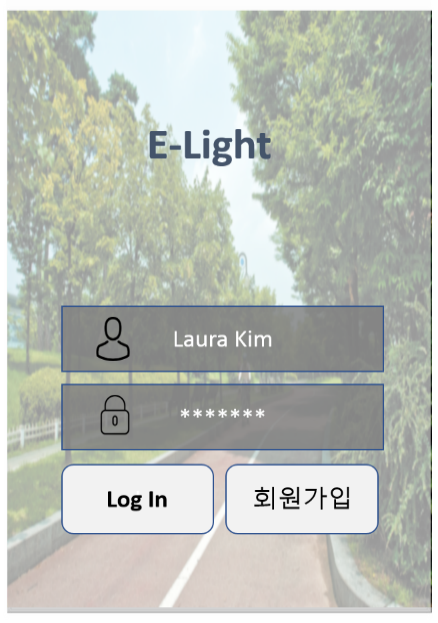 E-Light
Laura Kim
*******
Log In
회원가입